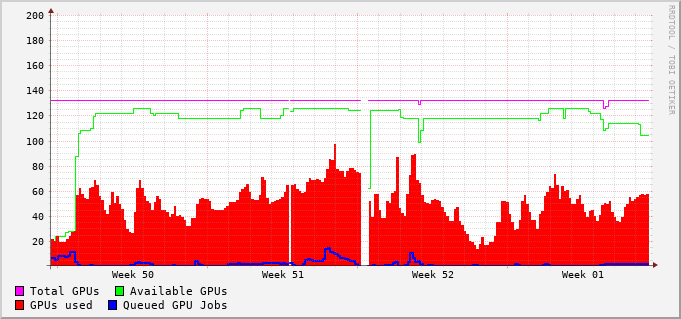 200
180
160
140
120
100
80
60
40
20
Week 50 Week 51 Week 52 Week 01
Total GPUs Available GPUs
GPUs used Queued GPU Jobs
RRDTOOL / TOBI OETIKER